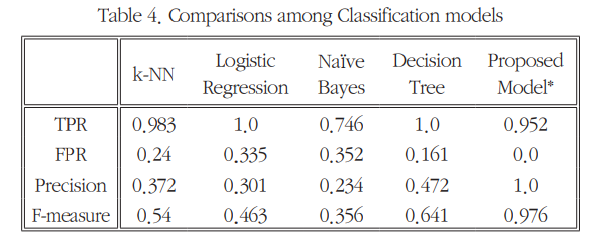 Table 4. Comparisons among Classification models
k-NN Logistic Regression Naïve Bayes Decision Tree Proposed Model*
TPR 0.983 1.0 0.746 1.0 0.952
FPR 0.24 0.335 0.352 0.161 0.0
Precision 0.372 0.301 0.234 0.472 1.0
F-measure 0.54 0.463 0.356 0.641 0.976